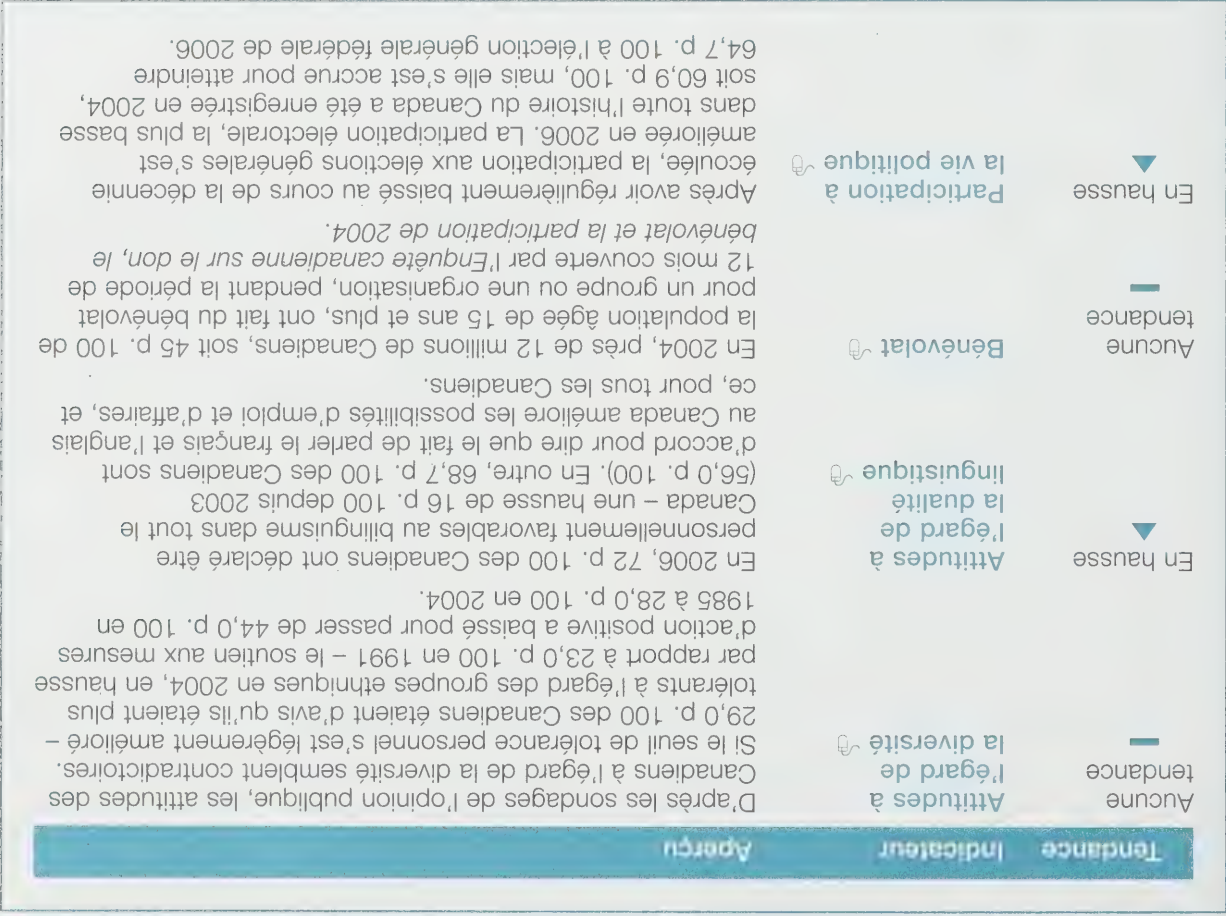 Tendance Indicateur Aperçu
Aucune
tendance
Attitudes à
l'égard de
la diversité
D'après les sondages de l'opinion publique, les attitudes des
Canadiens à l'égard de la diversité semblent contradictoires.
Si le seuil de tolérance personnel s'est légèrement amélioré –
29,0 p. 100 des Canadiens étaient d'avis qu'ils étaient plus
tolérants à l'égard des groupes ethniques en 2004, en hausse
par rapport à 23,0 p. 100 en 1991 – le soutien aux mesures
d'action positive a baissé pour passer de 44,0 p. 100 en
1985 à 28,0 p. 100 en 2004.
En hausse
Attitudes à
l'égard de
la dualité
linguistique
En 2006, 72 p. 100 des Canadiens ont déclaré être
personnellement favorables au bilinguisme dans tout le
Canada – une hausse de 16 p. 100 depuis 2003
(56,0 p. 100). En outre, 68,7 p. 100 des Canadiens sont
d'accord pour dire que le fait de parler le français et l'anglais
au Canada améliore les possibilités d'emploi et d'affaires, et
ce, pour tous les Canadiens.
Aucune
tendance
Bénévolat
En 2004, près de 12 millions de Canadiens, soit 45 p. 100 de
la population âgée de 15 ans et plus, ont fait du bénévolat
pour un groupe ou une organisation, pendant la période de
12 mois couverte par l'Enquête canadienne sur le don, le
bénévolat et la participation de 2004.
En hausse
Participation à
la vie politique
Après avoir régulièrement baissé au cours de la décennie
écoulée, la participation aux élections générales s'est
améliorée en 2006. La participation électorale, la plus basse
dans toute l'histoire du Canada a été enregistrée en 2004,
soit 60,9 p. 100, mais elle s'est accrue pour atteindre
64,7 p. 100 à l'élection générale fédérale de 2006.